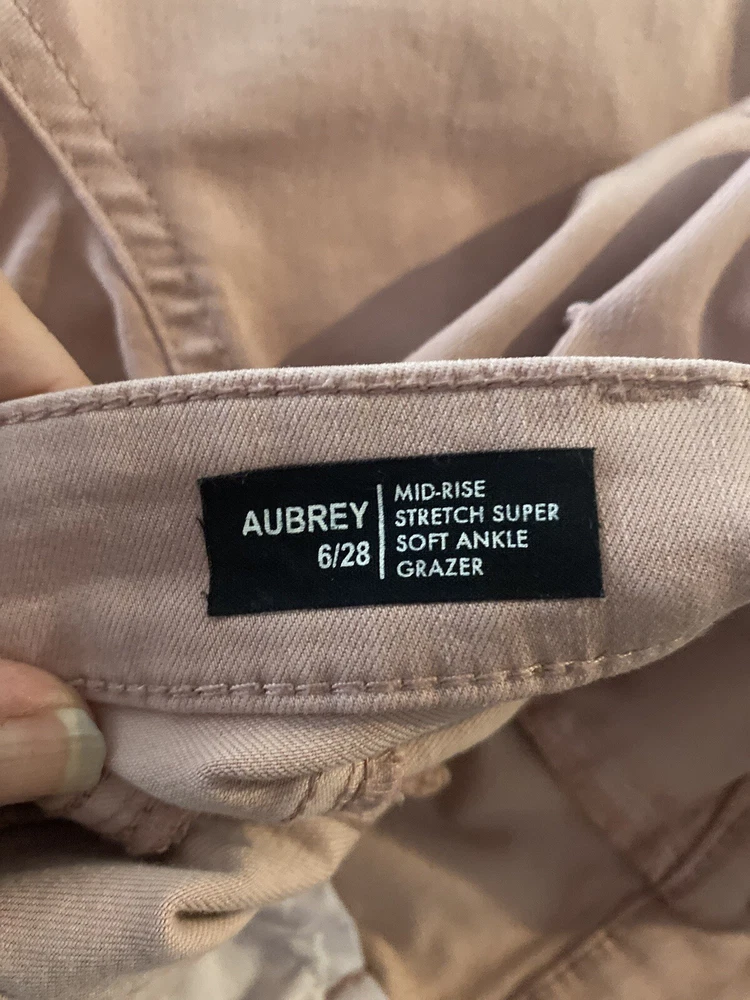 AUBREY
6/28
MID-RISE
STRETCH SUPER
SOFT ANKLE
GRAZER